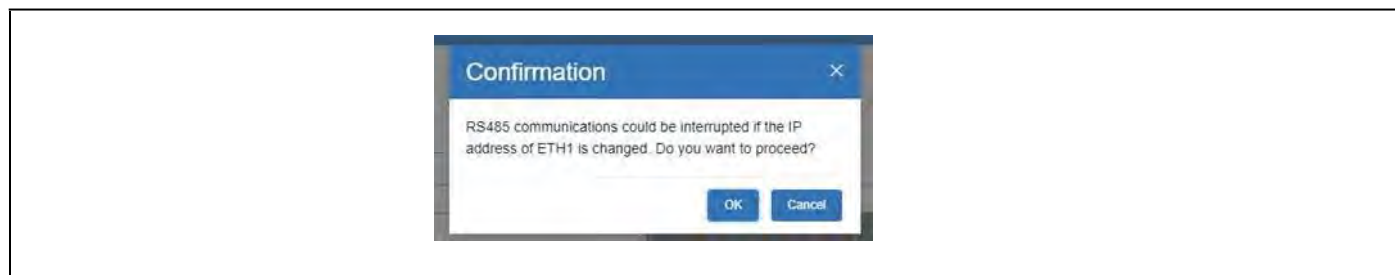 Confirmation
RS485 communications could be interrupted if the IP
address of ETH1 is changed. Do you want to proceed?
OK Cancel